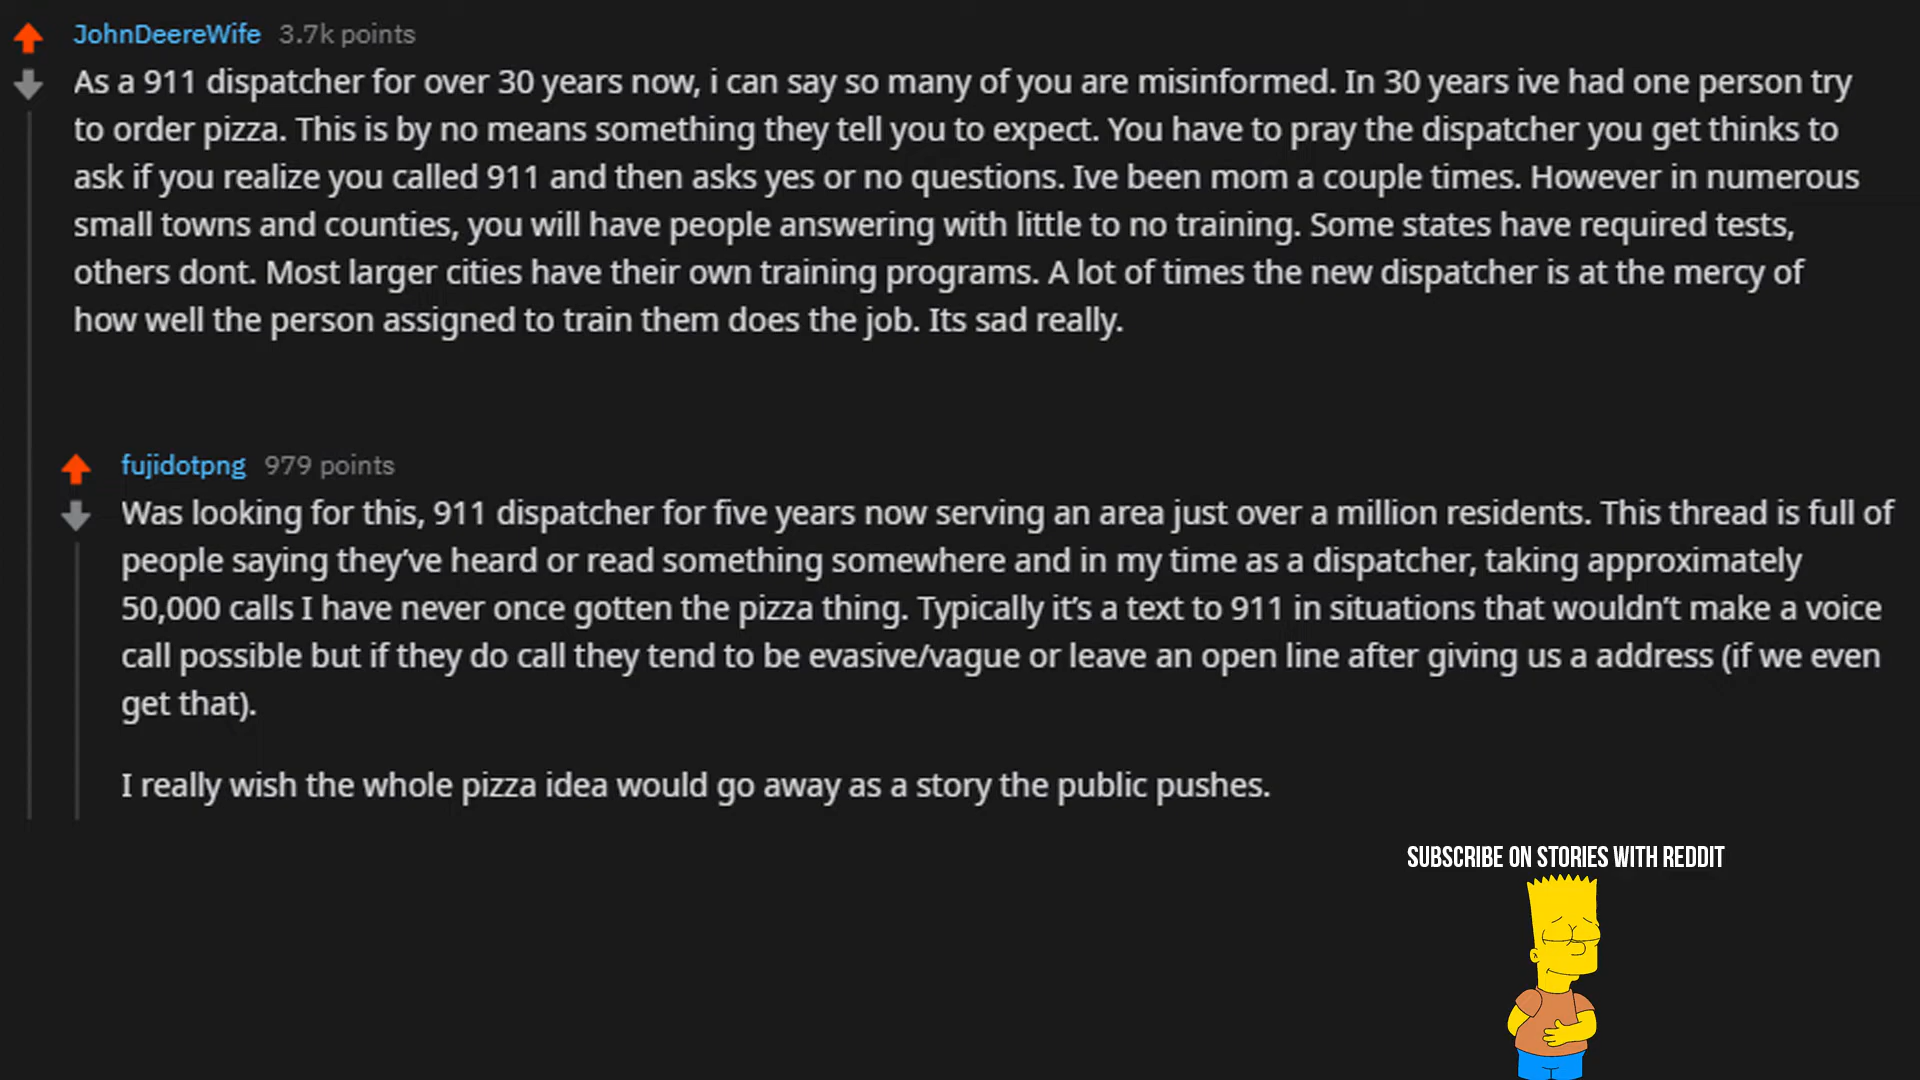 JohnDeereWife 3.7k points
As a 911 dispatcher for over 30 years now, i can say so many of you are misinformed. In 30 years ive had one person try
to order pizza. This is by no means something they tell you to expect. You have to pray the dispatcher you get thinks to
ask if you realize you called 911 and then asks yes or no questions. Ive been mom a couple times. However in numerous
small towns and counties, you will have people answering with little to no training. Some states have required tests,
others dont. Most larger cities have their own training programs. A lot of times the new dispatcher is at the mercy of
how well the person assigned to train them does the job. Its sad really.
fujidotpng 979 points
Was looking for this, 911 dispatcher for five years now serving an area just over a million residents. This thread is full of
people saying they've heard or read something somewhere and in my time as a dispatcher, taking approximately
50,000 calls I have never once gotten the pizza thing. Typically it's a text to 911 in situations that wouldn't make a voice
call possible but if they do call they tend to be evasive/vague or leave an open line after giving us a address (if we even
get that).
I really wish the whole pizza idea would go away as a story the public pushes.
SUBSCRIBE ON STORIES WITH REDDIT